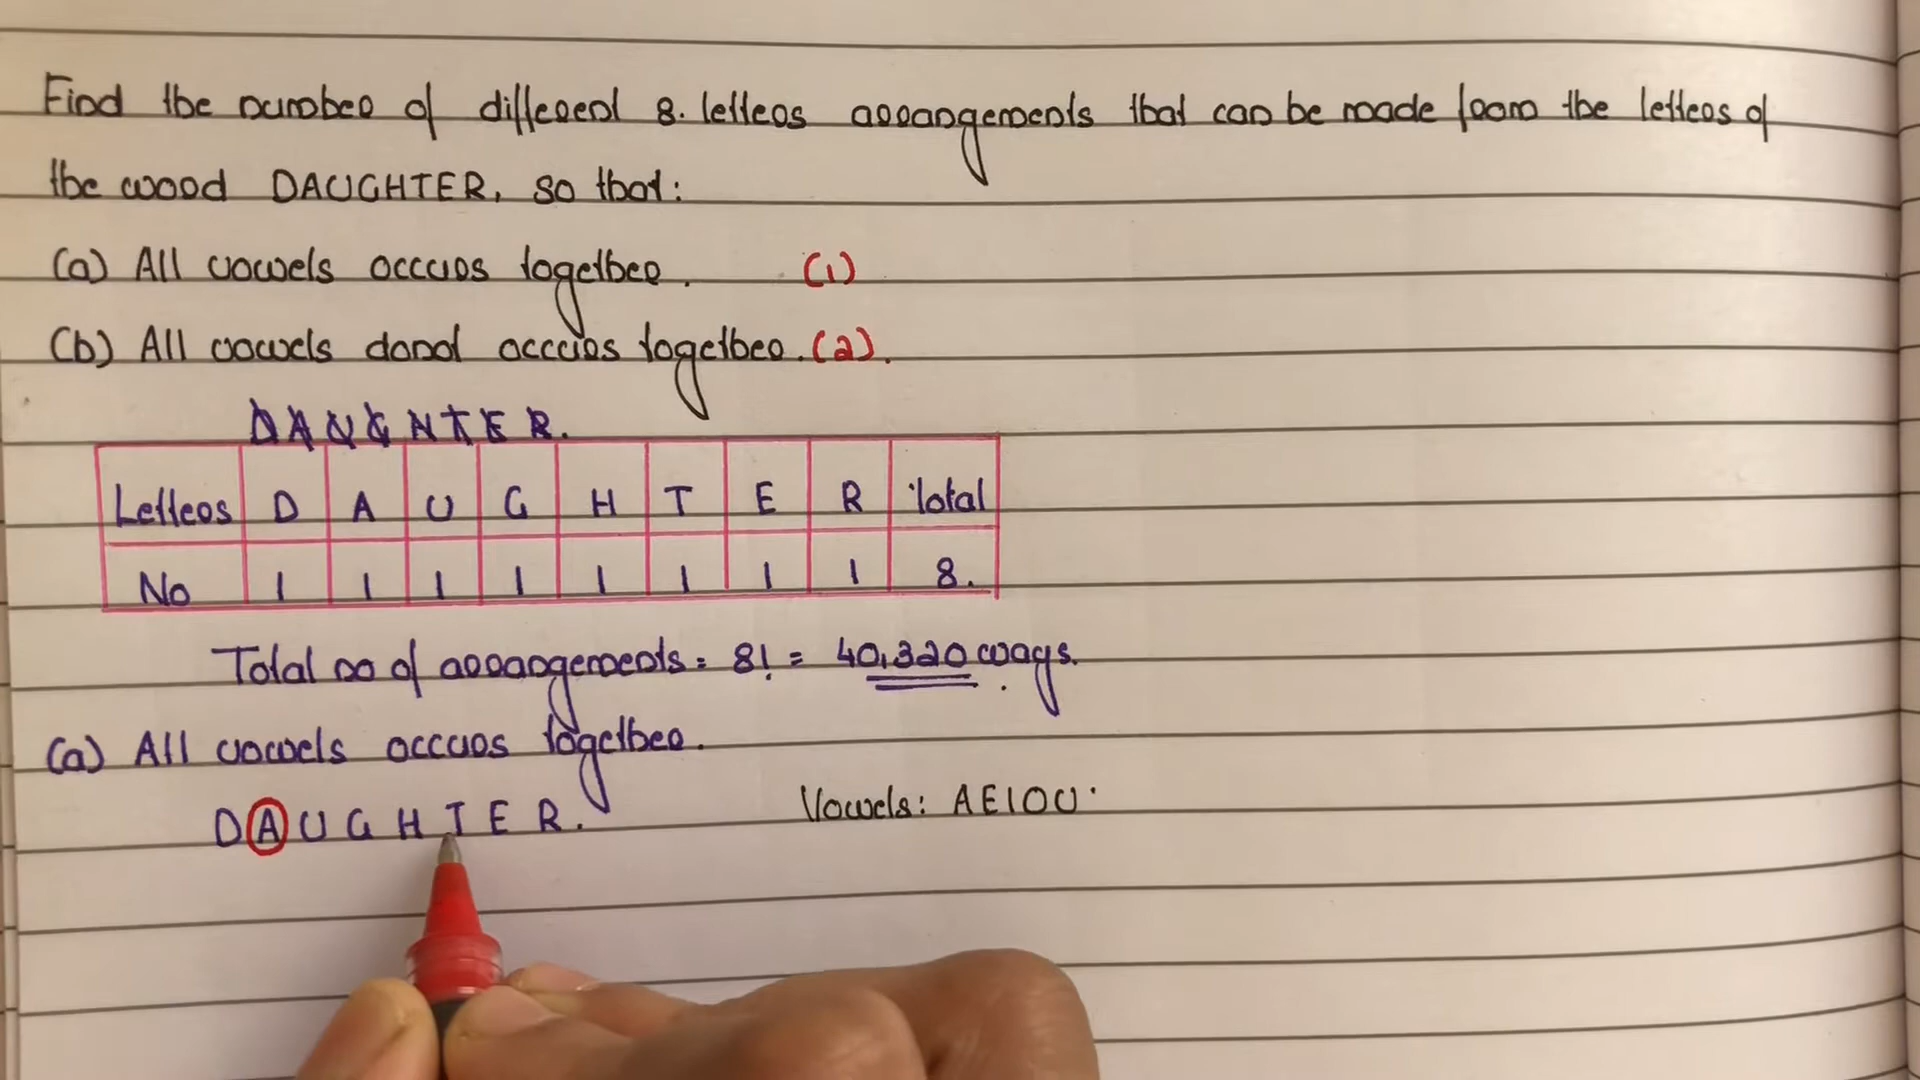 Find the number of different 8. letters arrangements that can be made from the letters of
the word DAUGHTER, so that:
(a) All vowels occurs together. (1)
(b) All vowels donot occurs together. (2).
DAUGHTER.
Letters D A U G H T E R Total
No 1 1 1 1 1 1 1 1 8.
Total no of arrangements = 8! = 40,320 ways.
(a) All vowels occurs together.
DAUGHTER. Vowels: AEIOU.